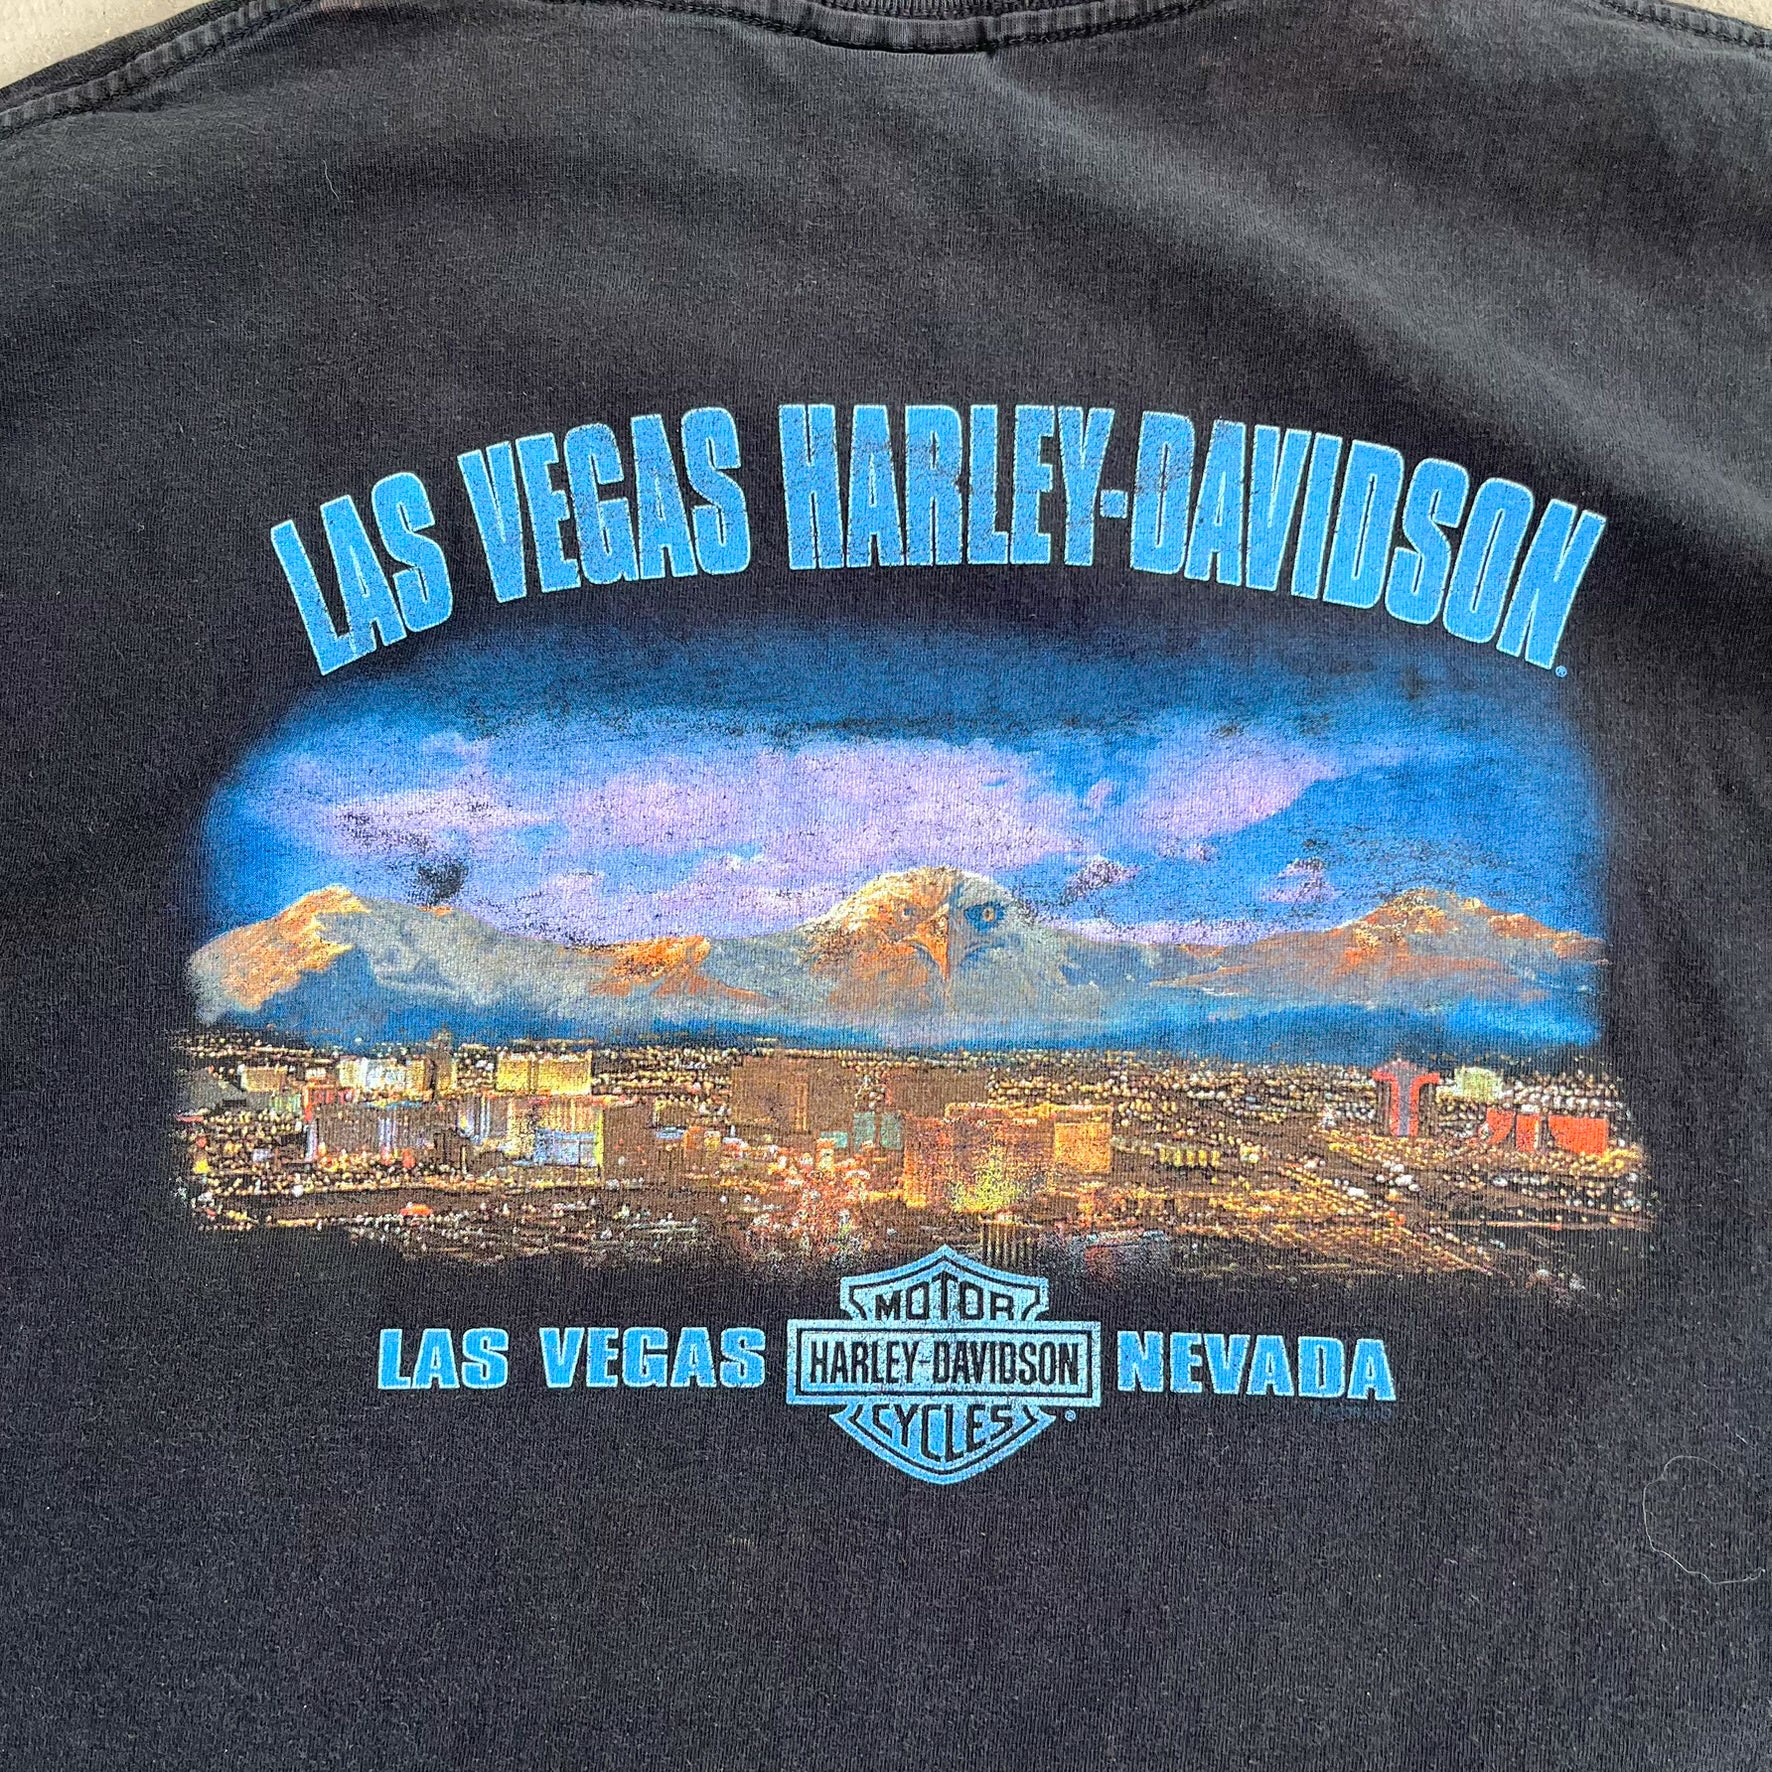 LAS VEGAS HARLEY-DAVIDSON®
MOTOR
LAS VEGAS HARLEY-DAVIDSON NEVADA
CYCLES ®